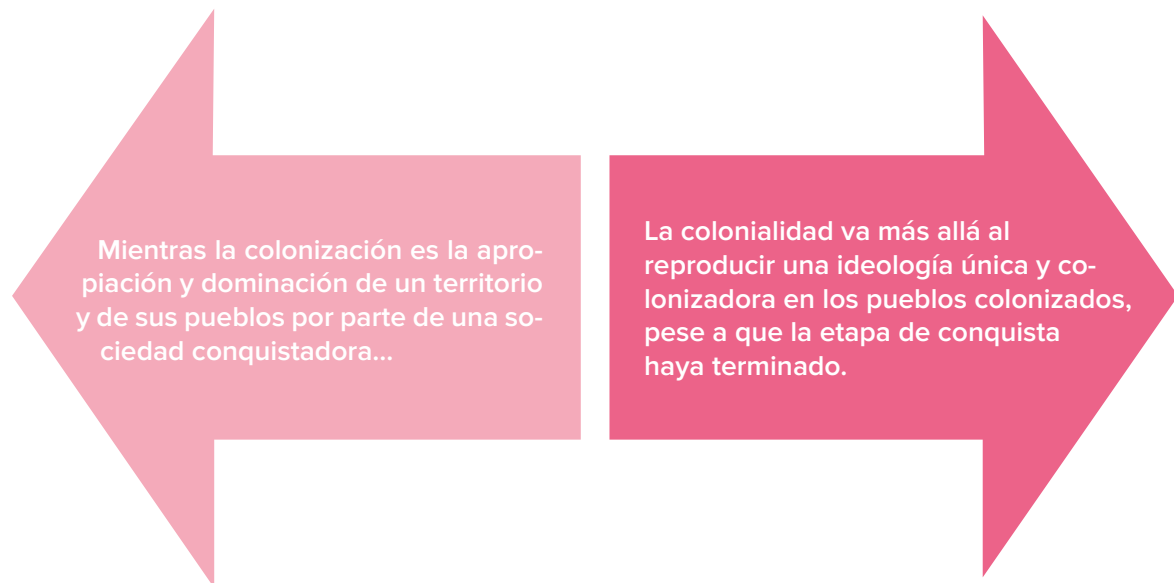 Mientras la colonización es la apro-
piación y dominación de un territorio
y de sus pueblos por parte de una so-
ciedad conquistadora...
La colonialidad va más allá al
reproducir una ideología única y co-
lonizadora en los pueblos colonizados,
pese a que la etapa de conquista
haya terminado.